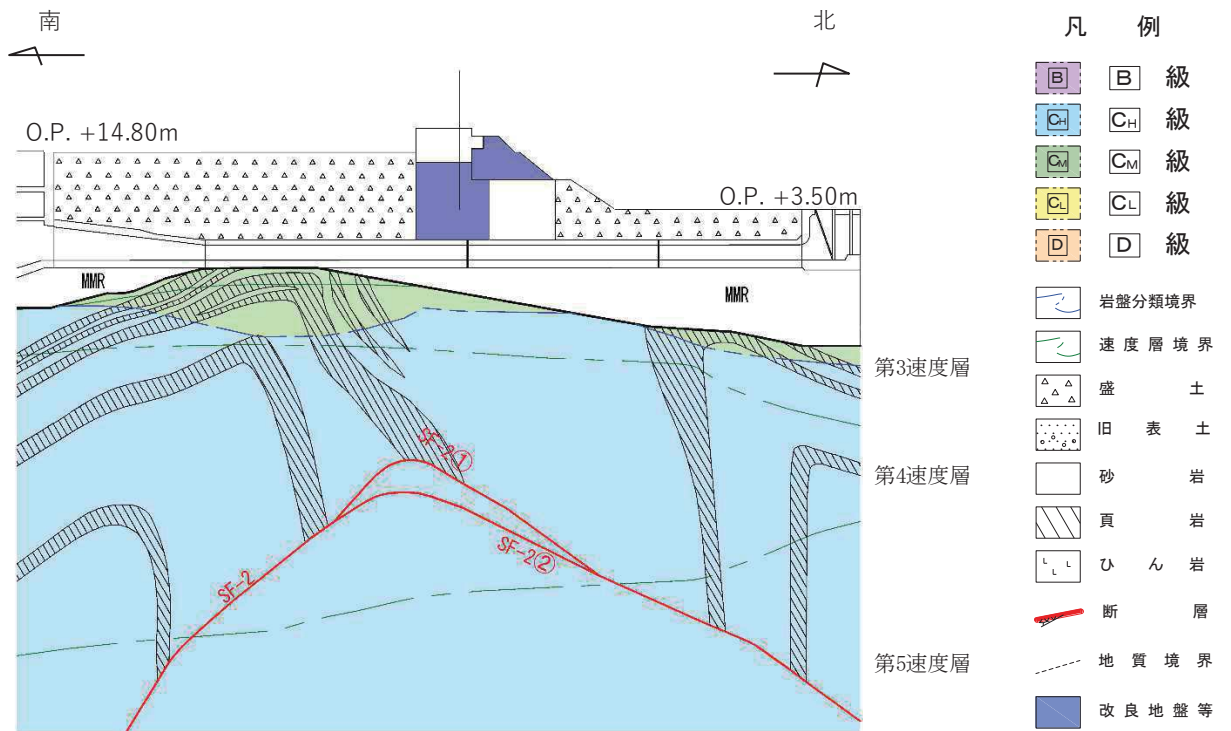 南
北
O.P. +14.80m
O.P. +3.50m
MMR
MMR
第3速度層
SF-2①
第4速度層
SF-2②
SF-2
第5速度層
凡 例
B B 級
CH CH 級
CM CM 級
CL CL 級
D D 級
岩盤分類境界
速度層境界
盛土
旧表土
砂岩
頁岩
ひん岩
断層
地質境界
改良地盤等